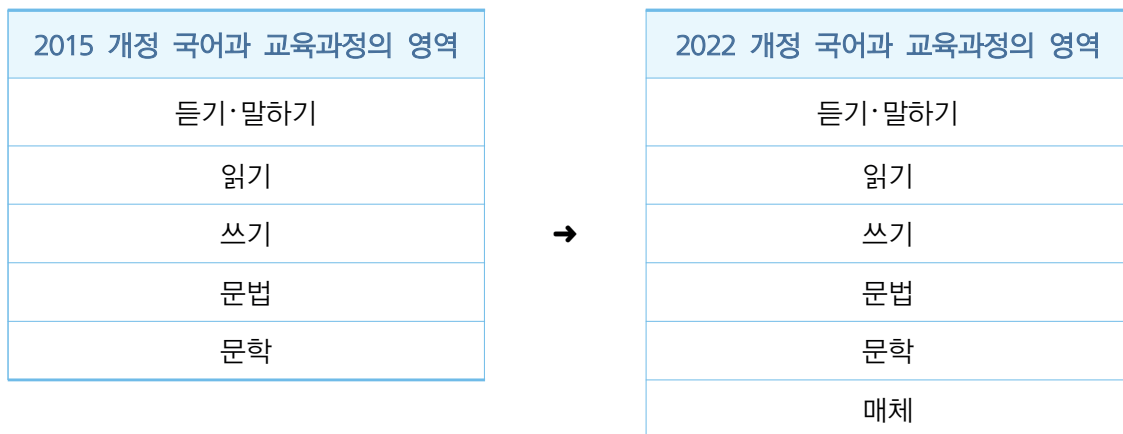 2015 개정 국어과 교육과정의 영역
듣기·말하기
읽기
쓰기
문법
문학
➜
2022 개정 국어과 교육과정의 영역
듣기·말하기
읽기
쓰기
문법
문학
매체